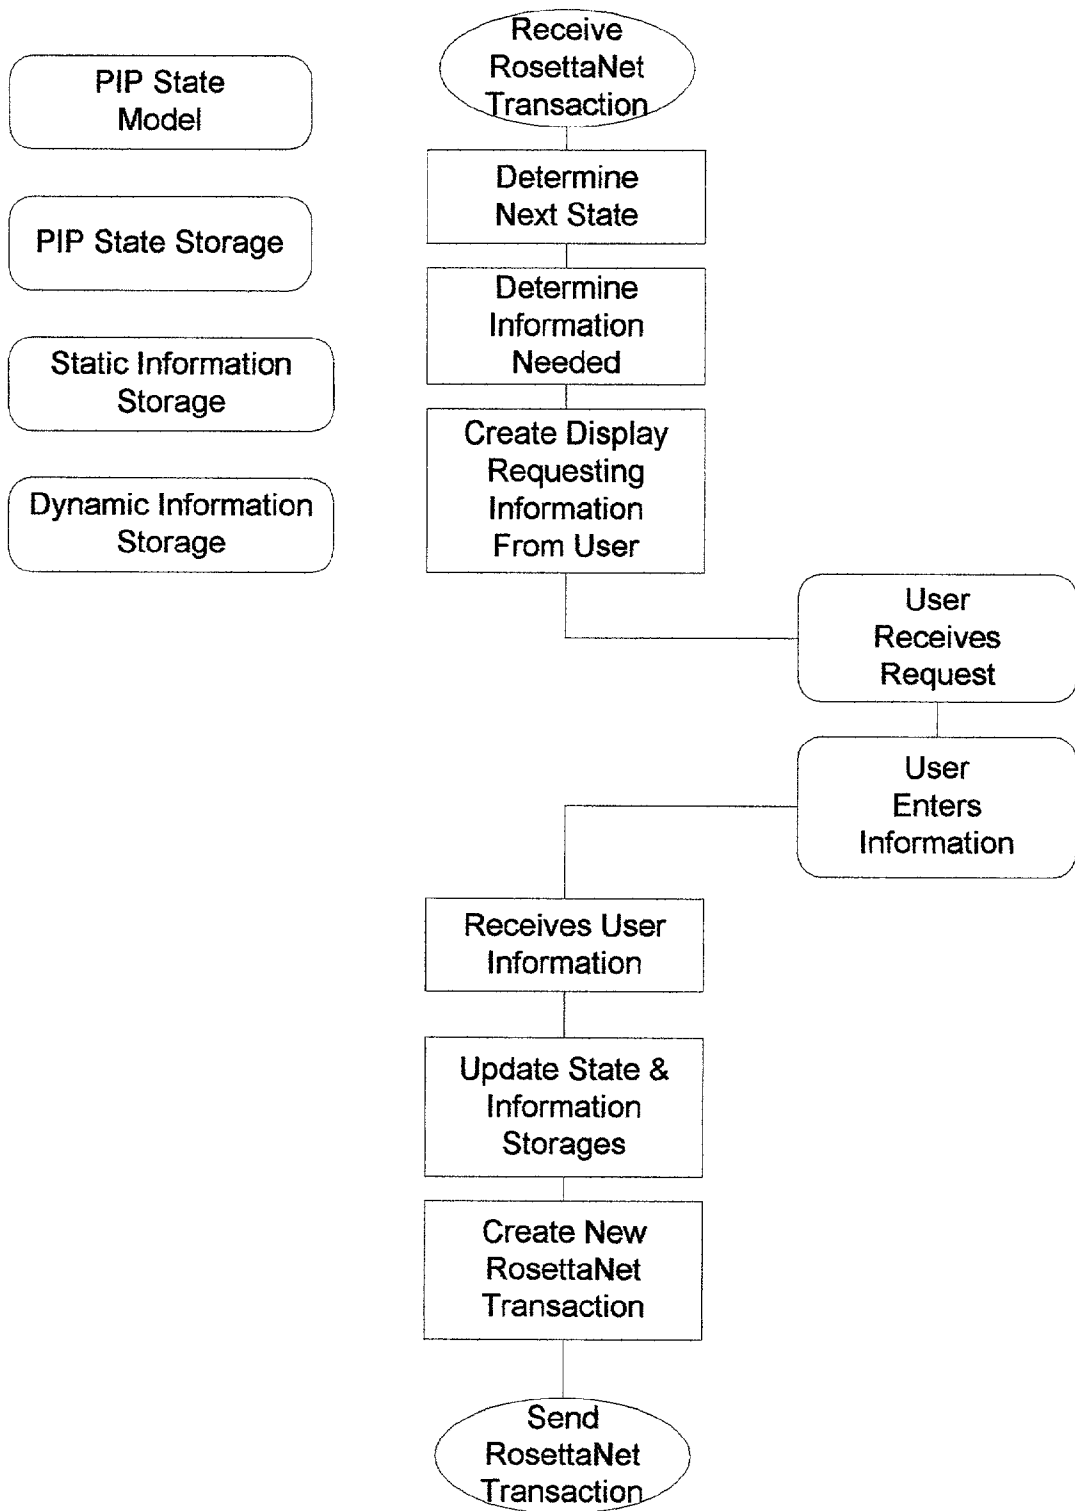 PIP State
Model
PIP State Storage
Static Information
Storage
Dynamic Information
Storage
Receive
RosettaNet
Transaction
Determine
Next State
Determine
Information
Needed
Create Display
Requesting
Information
From User
User
Receives
Request
User
Enters
Information
Receives User
Information
Update State &
Information
Storages
Create New
RosettaNet
Transaction
Send
RosettaNet
Transaction